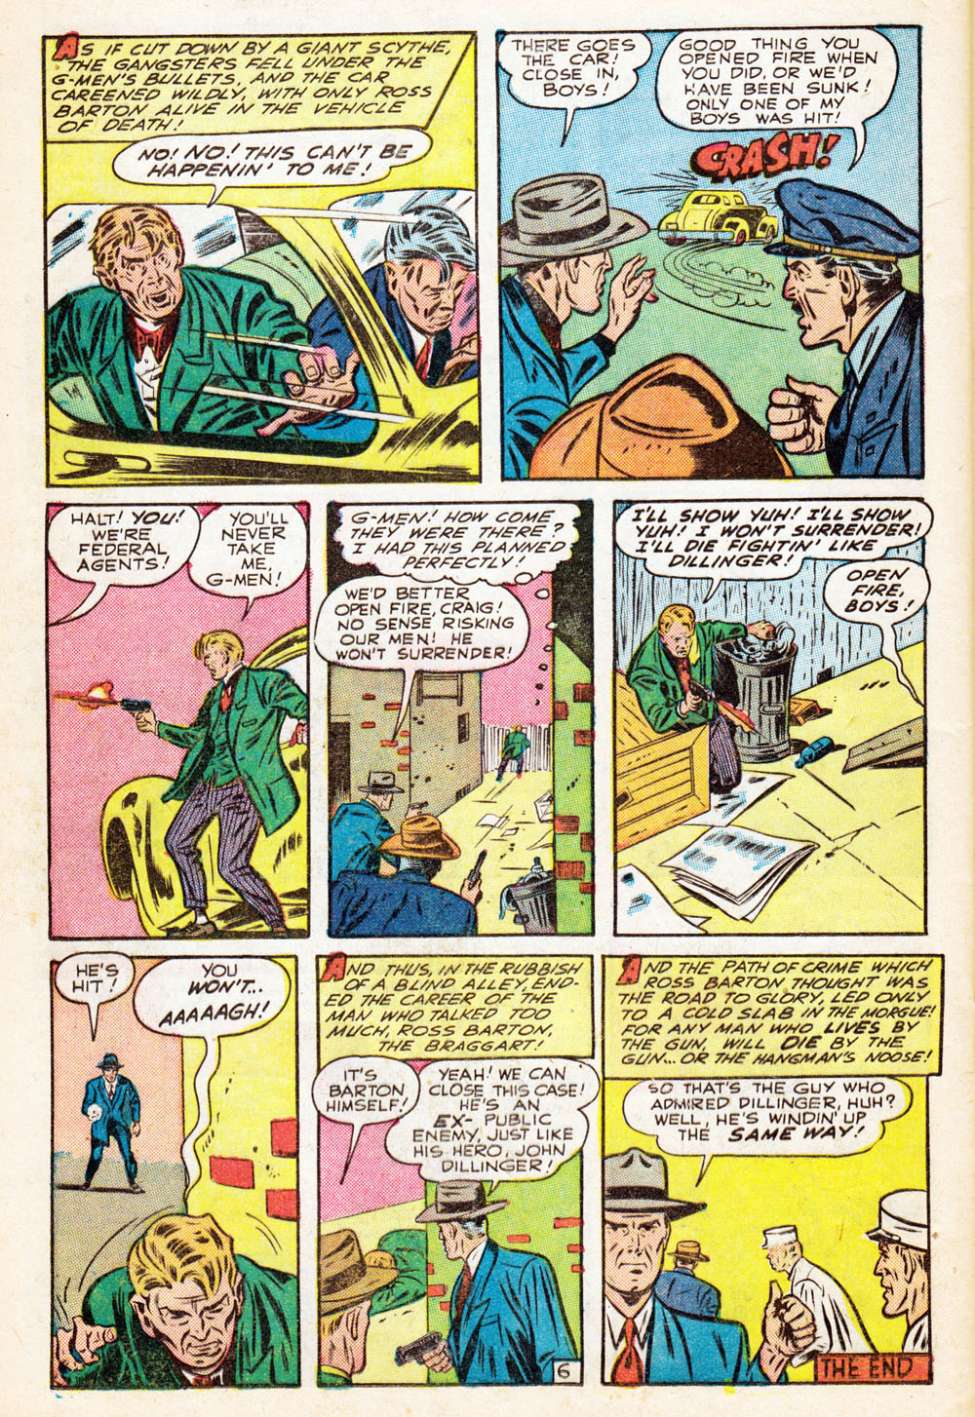 AS IF CUT DOWN BY A GIANT SCYTHE,
THE GANGSTERS FELL UNDER THE
G-MEN'S BULLETS, AND THE CAR
CAREENED WILDLY, WITH ONLY ROSS
BARTON ALIVE IN THE VEHICLE
OF DEATH!
NO! NO! THIS CAN'T BE
HAPPENIN' TO ME!
THERE GOES
THE CAR!
CLOSE IN,
BOYS!
GOOD THING YOU
OPENED FIRE WHEN
YOU DID, OR WE'D
HAVE BEEN SUNK!
ONLY ONE OF MY
BOYS WAS HIT!
CRASH!
HALT! YOU!
WE'RE
FEDERAL
AGENTS!
YOU'LL
NEVER
TAKE
ME,
G-MEN!
G-MEN! HOW COME
THEY WERE THERE?
I HAD THIS PLANNED
PERFECTLY!
WE'D BETTER
OPEN FIRE, CRAIG!
NO SENSE RISKING
OUR MEN! HE
WON'T SURRENDER!
I'LL SHOW YUH! I'LL SHOW
YUH! I WON'T SURRENDER!
I'LL DIE FIGHTIN' LIKE
DILLINGER!
OPEN
FIRE,
BOYS!
HE'S
HIT!
YOU
WON'T...
AAAAAGH!
AND THUS, IN THE RUBBISH
OF A BLIND ALLEY, END-
ED THE CAREER OF THE
MAN WHO TALKED TOO
MUCH, ROSS BARTON,
THE BRAGGART!
IT'S
BARTON
HIMSELF!
YEAH! WE CAN
CLOSE THIS CASE!
HE'S AN
EX- PUBLIC
ENEMY, JUST LIKE
HIS HERO, JOHN
DILLINGER!
6
AND THE PATH OF CRIME WHICH
ROSS BARTON THOUGHT WAS
THE ROAD TO GLORY, LED ONLY
TO A COLD SLAB IN THE MORGUE!
FOR ANY MAN WHO LIVES BY
THE GUN, WILL DIE BY THE
GUN... OR THE HANGMAN'S NOOSE!
SO THAT'S THE GUY WHO
ADMIRED DILLINGER, HUH?
WELL, HE'S WINDIN' UP
THE SAME WAY!
THE END